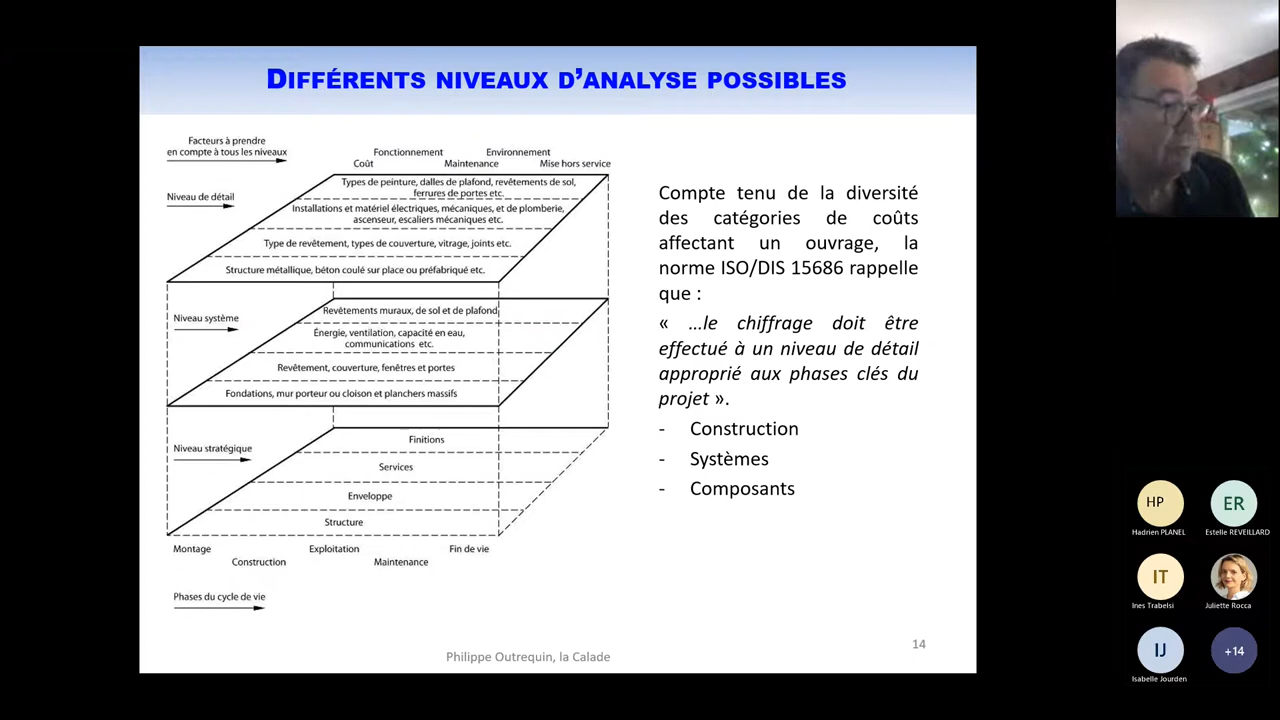 DIFFÉRENTS NIVEAUX D’ANALYSE POSSIBLES
Facteurs à prendre
en compte à tous les niveaux
Fonctionnement Environnement
Coût Maintenance Mise hors service
Niveau de détail
Types de peinture, dalles de plafond, revêtements de sol,
ferrures de portes etc.
Installations et matériel électriques, mécaniques, et de plomberie,
ascenseur, escaliers mécaniques etc.
Type de revêtement, types de couverture, vitrage, joints etc.
Structure métallique, béton coulé sur place ou préfabriqué etc.
Niveau système
Revêtements muraux, de sol et de plafond
Énergie, ventilation, capacité en eau,
communications etc.
Revêtement, couverture, fenêtres et portes
Fondations, mur porteur ou cloison et planchers massifs
Niveau stratégique
Finitions
Services
Enveloppe
Structure
Montage Exploitation Fin de vie
Construction Maintenance
Phases du cycle de vie
Compte tenu de la diversité
des catégories de coûts
affectant un ouvrage, la
norme ISO/DIS 15686 rappelle
que :
« …le chiffrage doit être
effectué à un niveau de détail
approprié aux phases clés du
projet ».
- Construction
- Systèmes
- Composants
14
Philippe Outrequin, la Calade
HP
ER
Hadrien PLANEL
Estelle REVEILLARD
IT
Ines Trabelsi
Juliette Rocca
IJ
+14
Isabelle Jourden